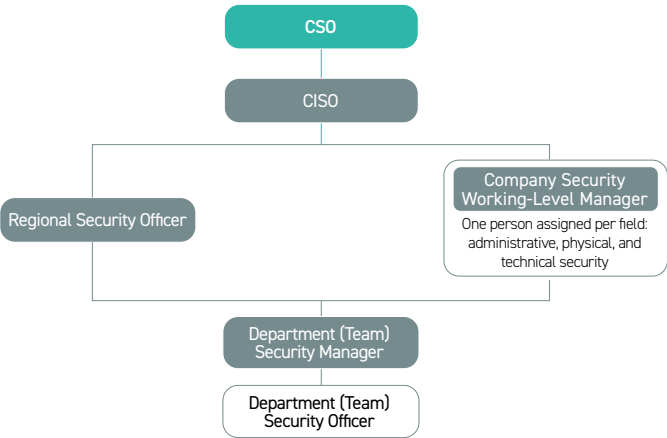 CSO
CISO
Regional Security Officer
Company Security
Working-Level Manager
One person assigned per field:
administrative, physical, and
technical security
Department (Team)
Security Manager
Department (Team)
Security Officer